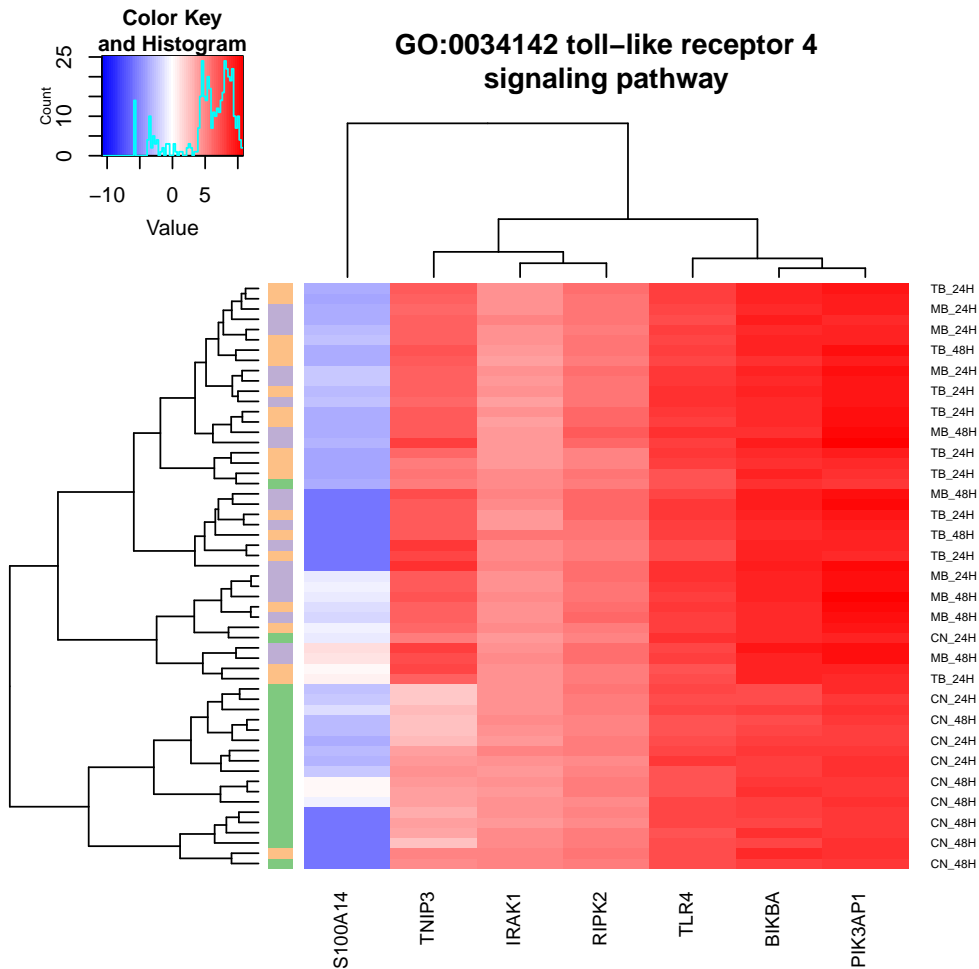 Color Key
and Histogram
GO:0034142 toll−like receptor 4
signaling pathway
Count
0 10 25
−10 0 5
Value
TB_24H
MB_24H
MB_24H
TB_48H
MB_24H
TB_24H
TB_24H
MB_48H
TB_24H
TB_24H
MB_48H
TB_24H
TB_48H
TB_24H
MB_24H
MB_48H
MB_48H
CN_24H
MB_48H
TB_24H
CN_24H
CN_48H
CN_24H
CN_24H
CN_48H
CN_48H
CN_48H
CN_48H
CN_48H
S100A14
TNIP3
IRAK1
RIPK2
TLR4
BIKBA
PIK3AP1